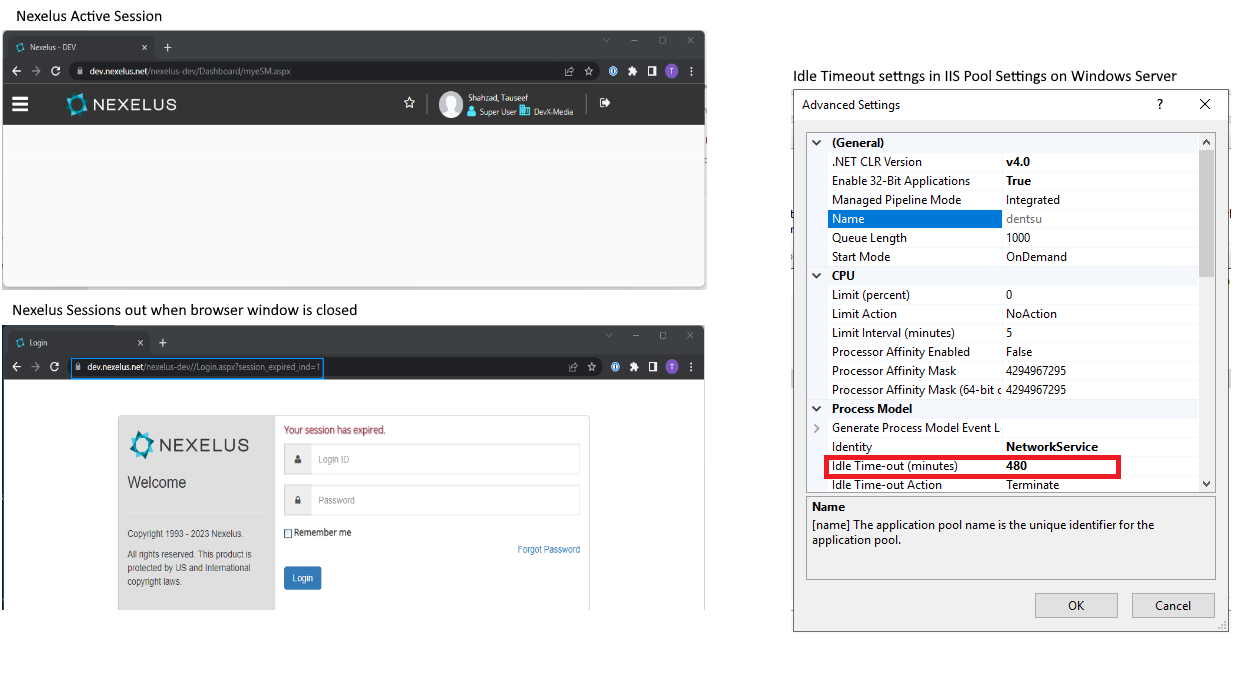 Nexelus Active Session
Nexelus - DEV
dev.nexelus.net/nexelus-dev/Dashboard/myeSM.aspx
T
NEXELUS
Shahzad, Tauseef
Super User DevX-Media
Nexelus Sessions out when browser window is closed
Login
dev.nexelus.net/nexelus-dev//Login.aspx?session_expired_ind=1
T
NEXELUS
Welcome
Copyright 1993 - 2023 Nexelus.
All rights reserved. This product is
protected by US and International
copyright laws.
Your session has expired.
Login ID
Password
Remember me
Forgot Password
Login
Idle Timeout settngs in IIS Pool Settings on Windows Server
Advanced Settings
?
(General)
.NET CLR Version v4.0
Enable 32-Bit Applications True
Managed Pipeline Mode Integrated
Name dentsu
Queue Length 1000
Start Mode OnDemand
CPU
Limit (percent) 0
Limit Action NoAction
Limit Interval (minutes) 5
Processor Affinity Enabled False
Processor Affinity Mask 4294967295
Processor Affinity Mask (64-bit c 4294967295
Process Model
Generate Process Model Event L
Identity NetworkService
Idle Time-out (minutes) 480
Idle Time-out Action Terminate
Name
[name] The application pool name is the unique identifier for the
application pool.
OK
Cancel